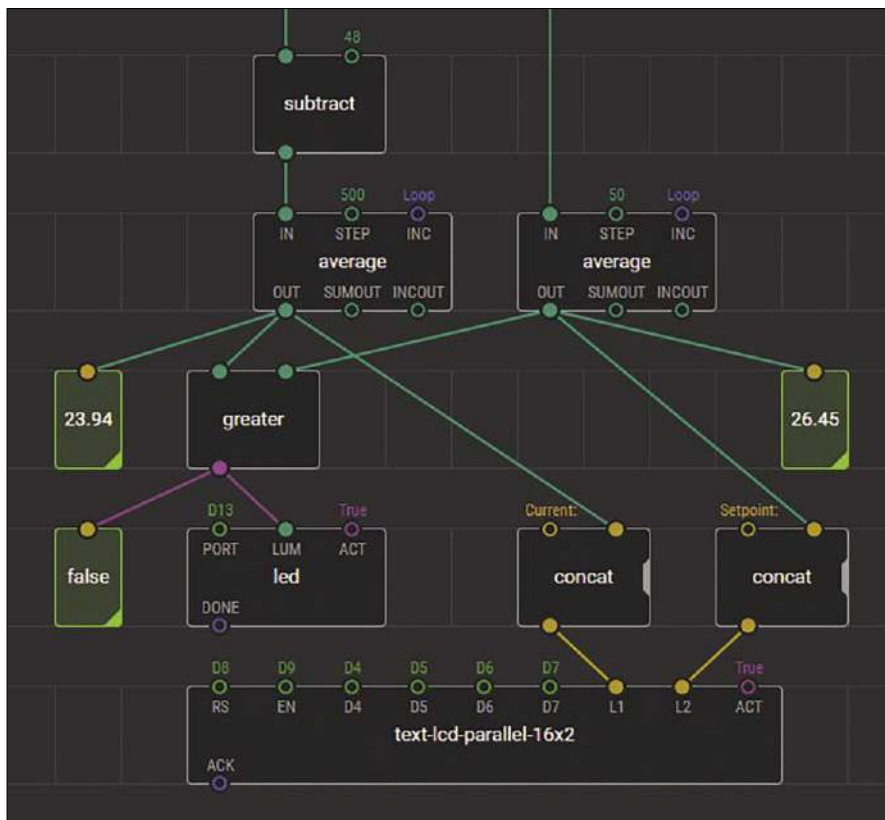 48
subtract
500 Loop 50 Loop
IN STEP INC IN STEP INC
average average
OUT SUMOUT INCOUT OUT SUMOUT INCOUT
23.94 greater 26.45
D13 True Current: Setpoint:
PORT LUM ACT
false led concat concat
DONE
D8 D9 D4 D5 D6 D7 True
RS EN D4 D5 D6 D7 L1 L2 ACT
text-lcd-parallel-16x2
ACK